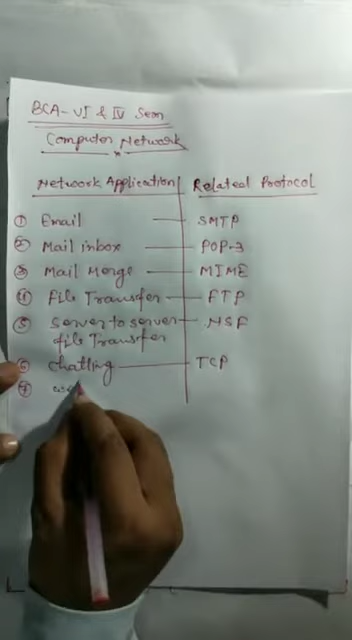 BCA-VI & IV Sem
Computer Network
Network Application Related Protocol
① Email — SMTP
② Mail inbox — POP-3
③ Mail Merge — MIME
④ File Transfer — FTP
⑤ Server to server — NSF
file Transfer
⑥ Chatting — TCP
⑦